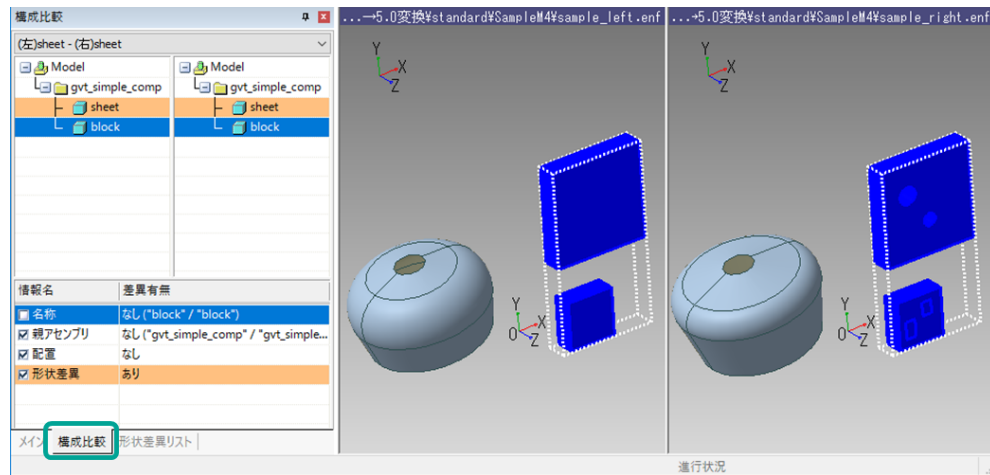 構成比較
(左)sheet - (右)sheet
Model
gvt_simple_comp
sheet
block
Model
gvt_simple_comp
sheet
block
情報名 差異有無
名称 なし ("block" / "block")
親アセンブリ なし ("gvt_simple_comp" / "gvt_simple...
配置 なし
形状差異 あり
メイン 構成比較 形状差異リスト
...→5.0変換¥standard¥SampleM4¥sample_left.enf
Y
X
Z
Y
X
O
Z
...→5.0変換¥standard¥SampleM4¥sample_right.enf
Y
X
Z
Y
X
O
Z
進行状況